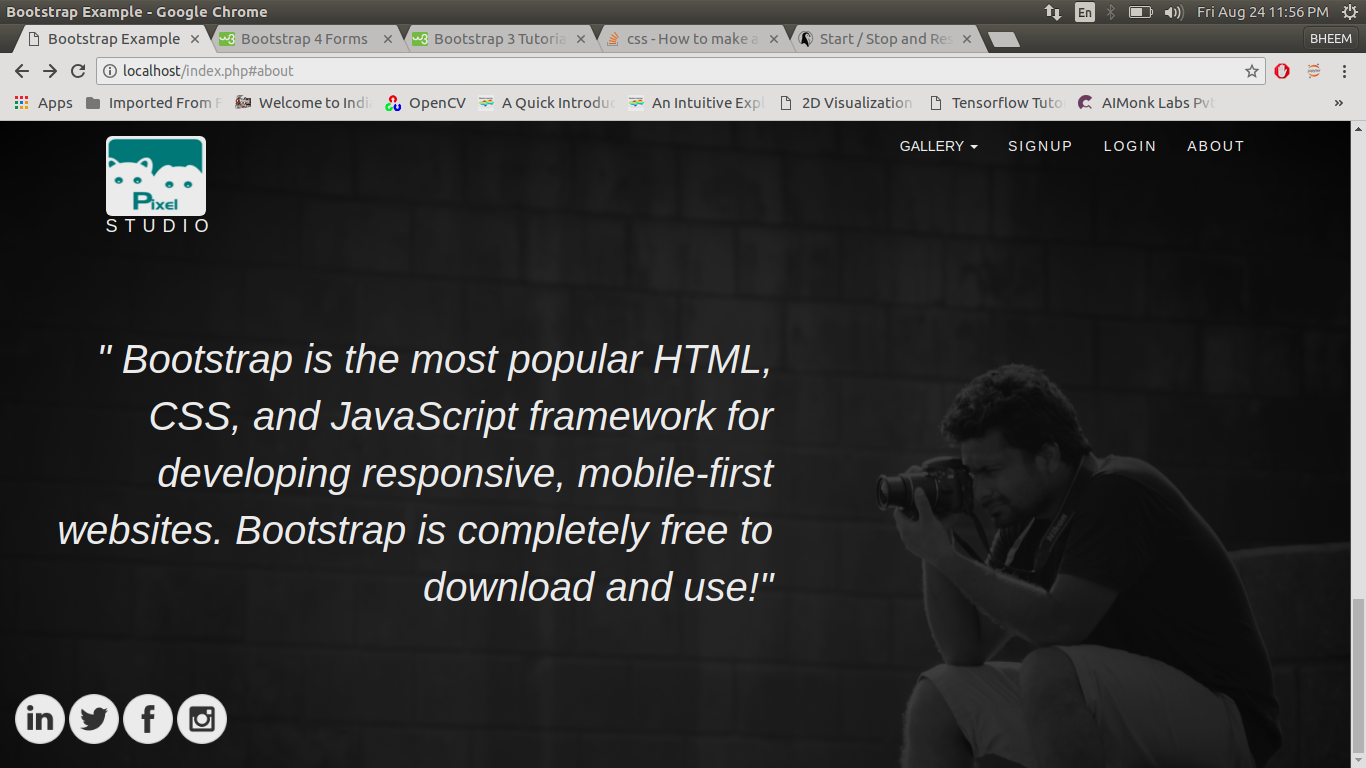 Bootstrap Example - Google Chrome
En
Fri Aug 24 11:56 PM
Bootstrap Example
Bootstrap 4 Forms
Bootstrap 3 Tutoria
css - How to make a
Start / Stop and Res
BHEEM
localhost/index.php#about
Apps
Imported From F
Welcome to Indi
OpenCV
A Quick Introduc
An Intuitive Expl
2D Visualization
Tensorflow Tuto
AIMonk Labs Pvt
»
GALLERY
SIGNUP
LOGIN
ABOUT
Pixel
STUDIO
" Bootstrap is the most popular HTML,
CSS, and JavaScript framework for
developing responsive, mobile-first
websites. Bootstrap is completely free to
download and use!"
in
f